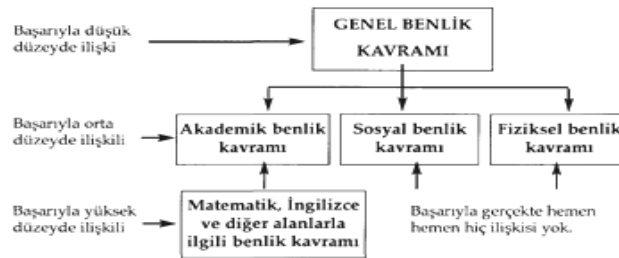 Başarıyla düşük
düzeyde ilişki
GENEL BENLİK
KAVRAMI
Başarıyla orta
düzeyde ilişkili
Akademik benlik
kavramı
Sosyal benlik
kavramı
Fiziksel benlik
kavramı
Başarıyla yüksek
düzeyde ilişkili
Matematik, İngilizce
ve diğer alanlarla
ilgili benlik kavramı
Başarıyla gerçekte hemen
hemen hiç ilişkisi yok.